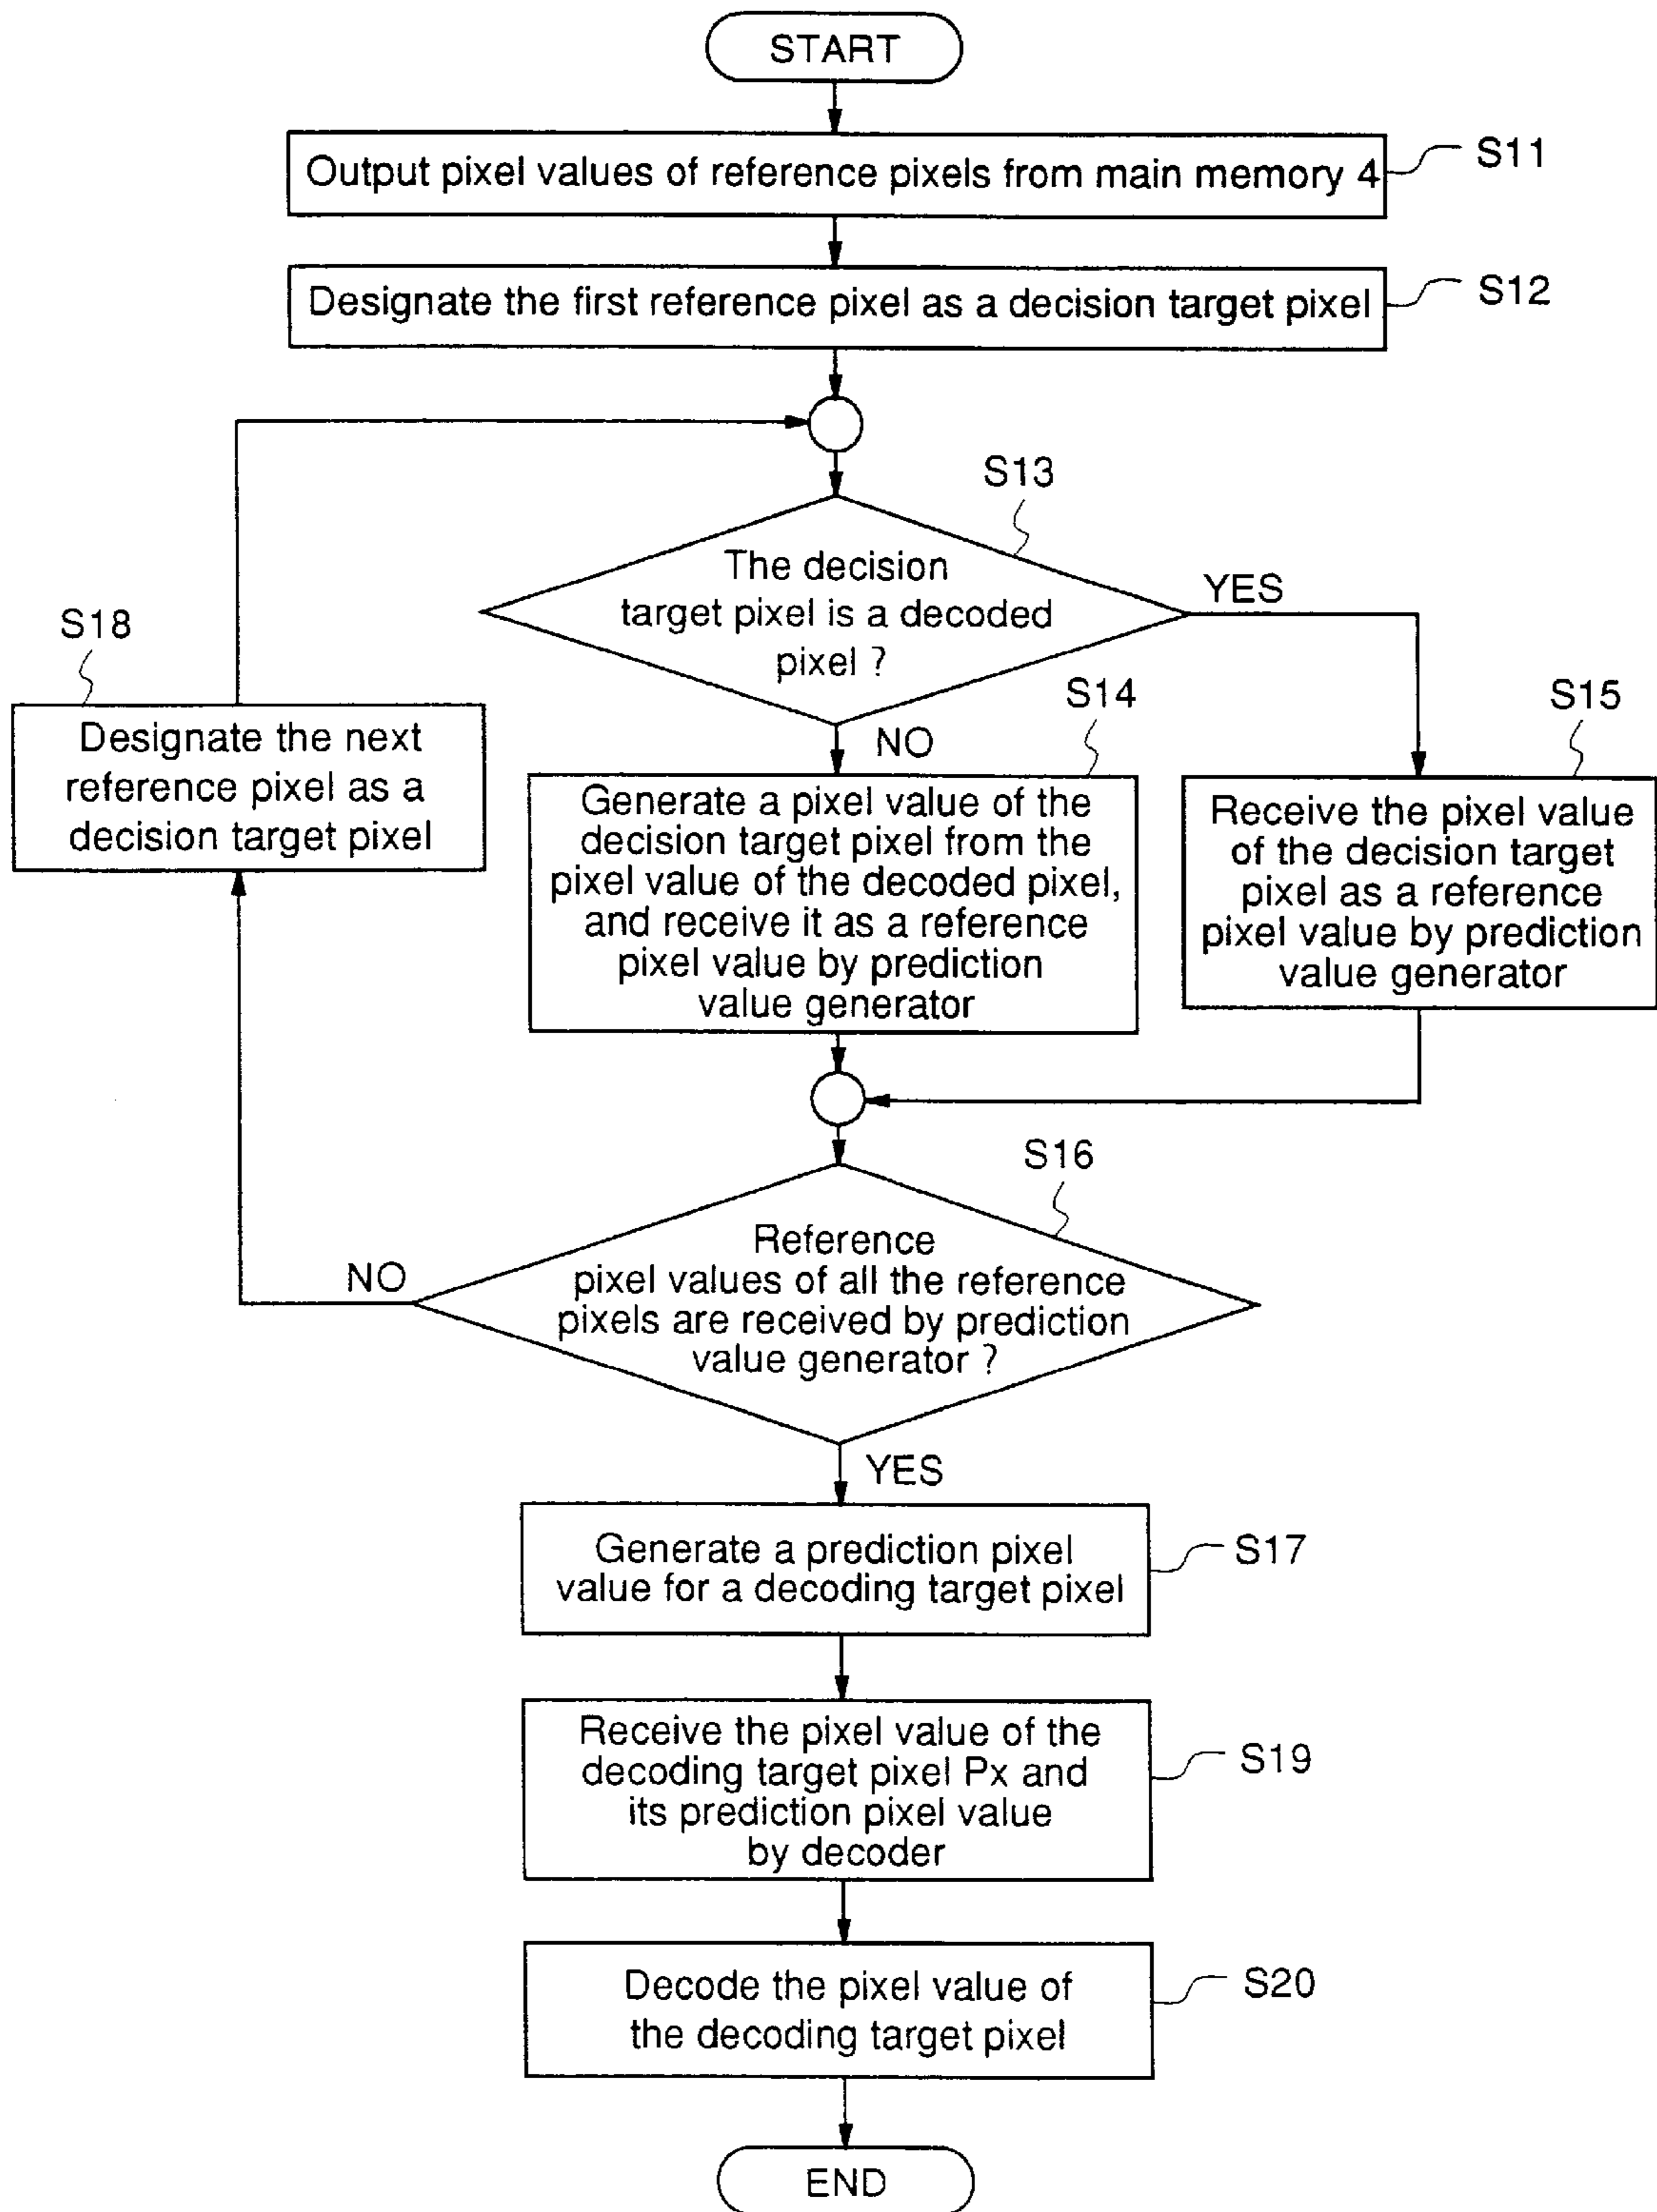 START
Output pixel values of reference pixels from main memory 4
S11
Designate the first reference pixel as a decision target pixel
S12
S13
The decision
target pixel is a decoded
pixel ?
YES
NO
S18
Designate the next
reference pixel as a
decision target pixel
S14
Generate a pixel value of the
decision target pixel from the
pixel value of the decoded pixel,
and receive it as a reference
pixel value by prediction
value generator
S15
Receive the pixel value
of the decision target
pixel as a reference
pixel value by prediction
value generator
S16
Reference
pixel values of all the reference
pixels are received by prediction
value generator ?
NO
YES
Generate a prediction pixel
value for a decoding target pixel
S17
Receive the pixel value of the
decoding target pixel Px and
its prediction pixel value
by decoder
S19
Decode the pixel value of
the decoding target pixel
S20
END